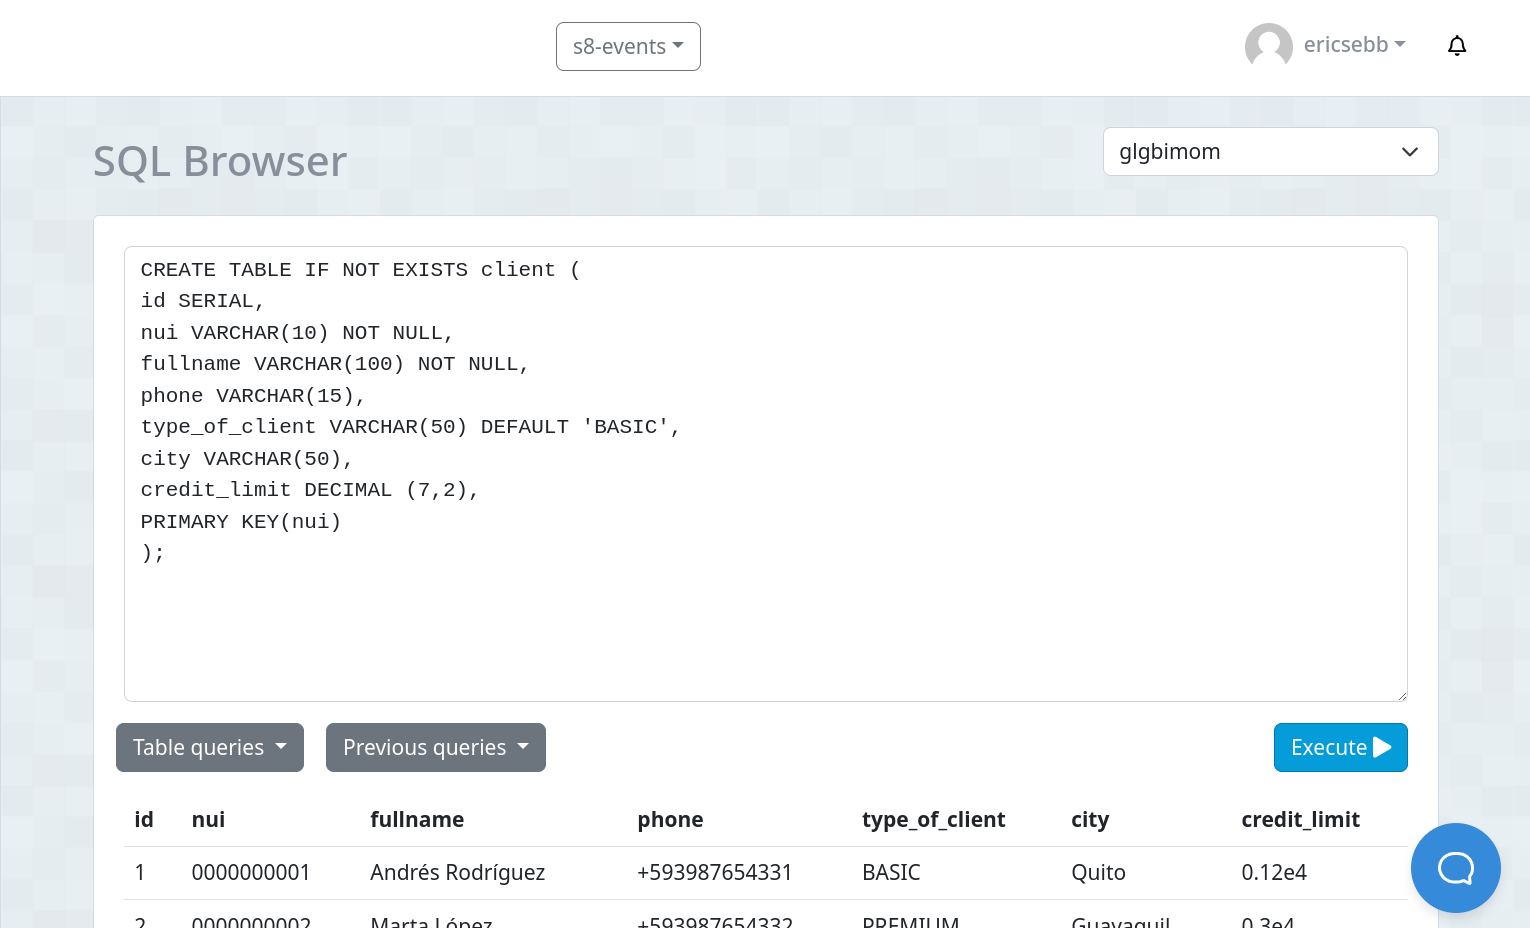 s8-events
ericsebb
SQL Browser
glgbimom
CREATE TABLE IF NOT EXISTS client (
id SERIAL,
nui VARCHAR(10) NOT NULL,
fullname VARCHAR(100) NOT NULL,
phone VARCHAR(15),
type_of_client VARCHAR(50) DEFAULT 'BASIC',
city VARCHAR(50),
credit_limit DECIMAL (7,2),
PRIMARY KEY(nui)
);
Table queries
Previous queries
Execute
id nui fullname phone type_of_client city credit_limit
1 0000000001 Andrés Rodríguez +593987654331 BASIC Quito 0.12e4
2 0000000002 Marta López +593987654332 PREMIUM Guayaquil 0.3e4